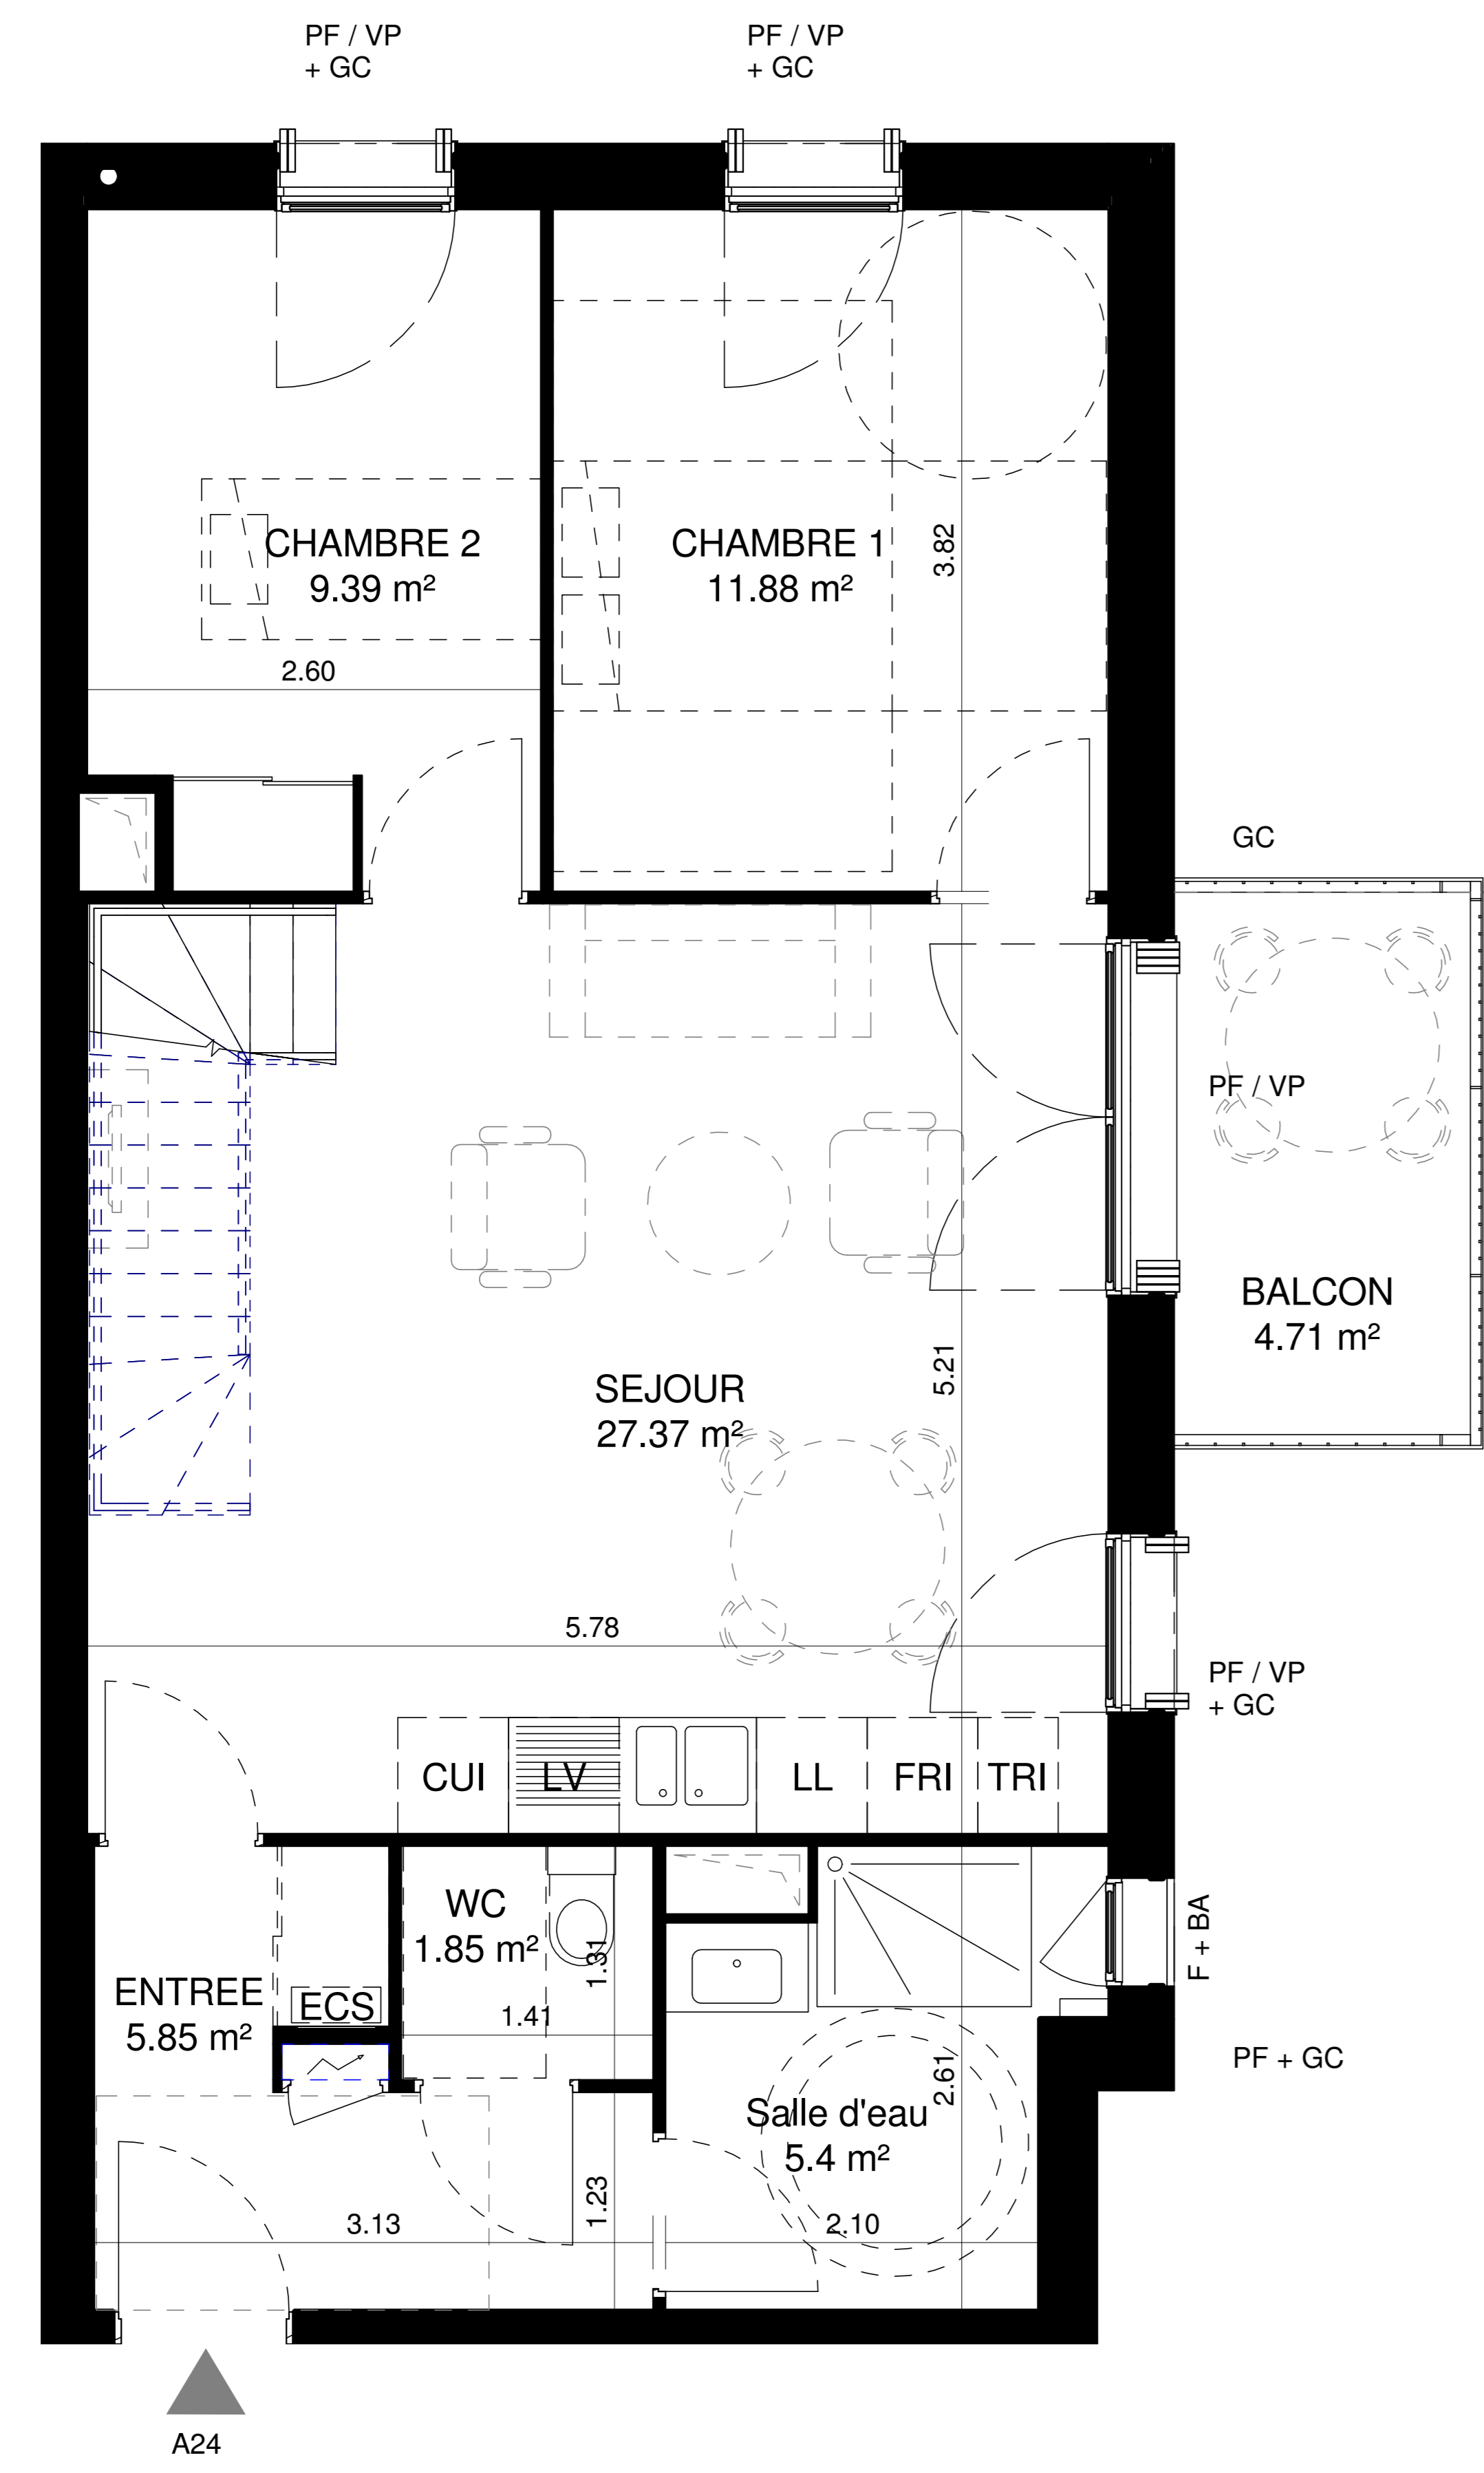 PF / VP
+ GC
PF / VP
+ GC
CHAMBRE 2
9.39 m²
CHAMBRE 1
11.88 m²
3.82
2.60
GC
PF / VP
BALCON
4.71 m²
5.21
SEJOUR
27.37 m²
5.78
PF / VP
+ GC
CUI
LV
LL
FRI
TRI
WC
1.85 m²
1.31
F + BA
ENTREE
5.85 m²
ECS
1.41
PF + GC
2.61
Salle d'eau
5.4 m²
1.23
3.13
2.10
A24